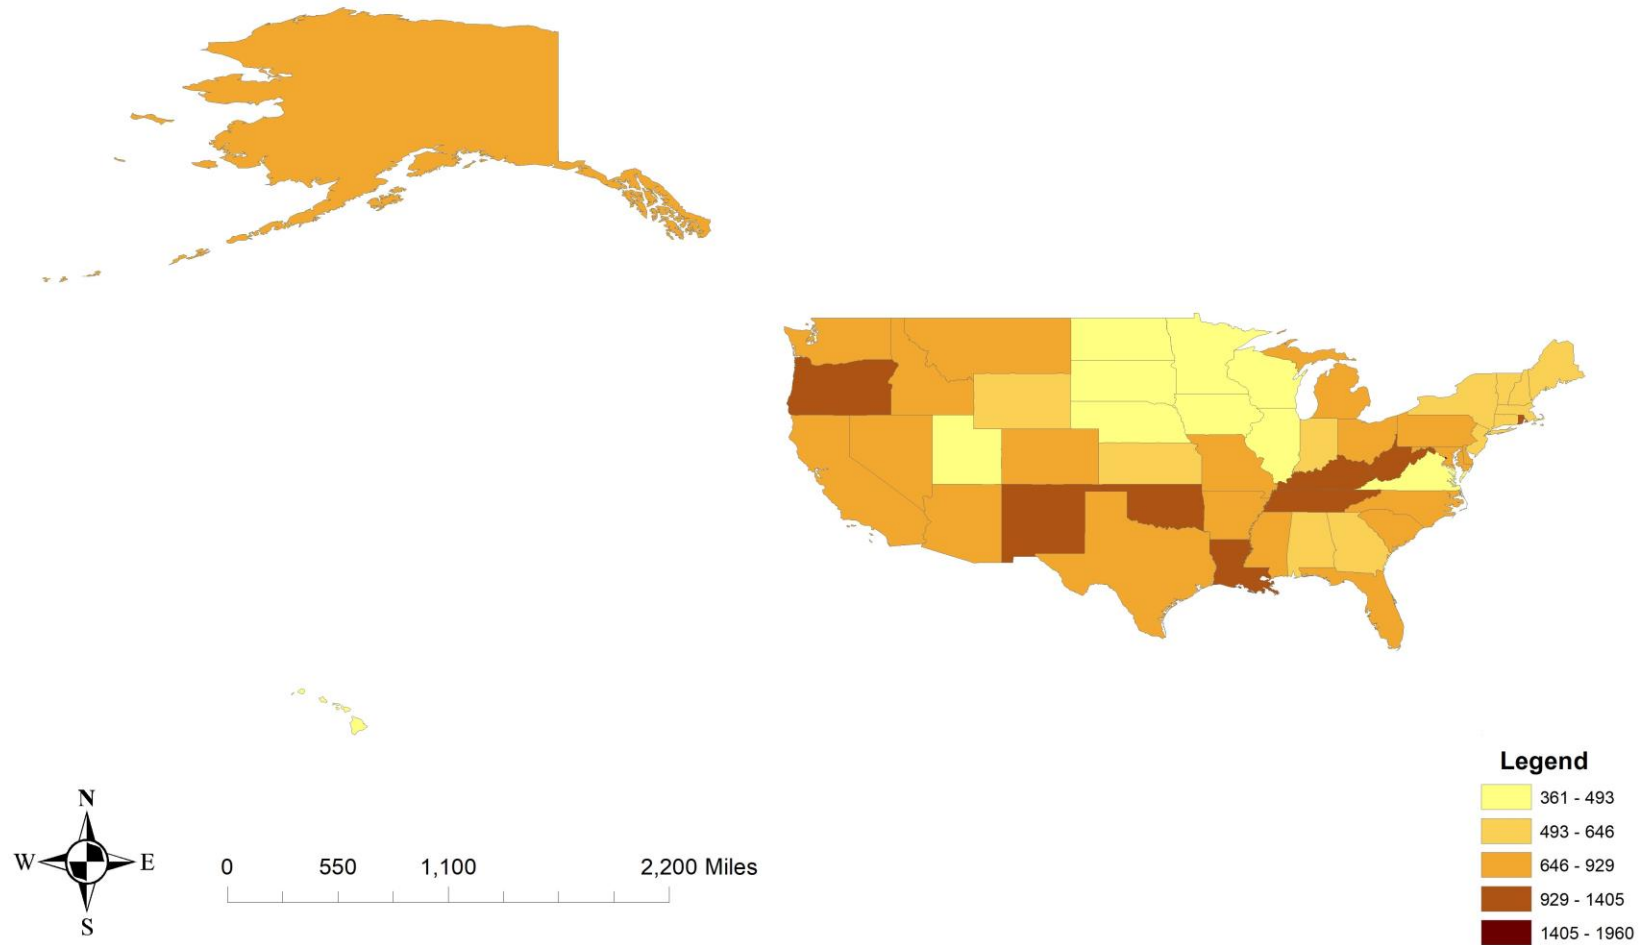 N
W E
S
0 550 1,100 2,200 Miles
Legend
361 - 493
493 - 646
646 - 929
929 - 1405
1405 - 1960